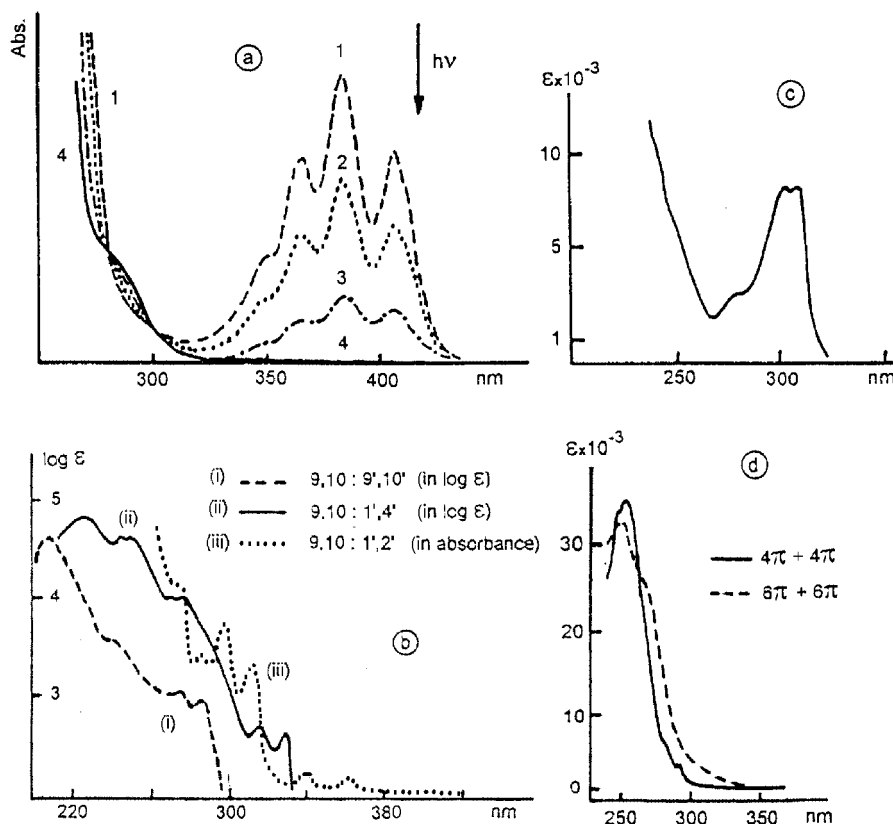 Abs.
ⓐ
1
hν
1
4
2
3
4
300
350
400
nm
ⓒ
Ɛx10⁻³
10
5
1
250
300
nm
log Ɛ
5
4
3
(i) 9,10 : 9',10' (in log Ɛ)
(ii) 9.10 : 1',4' (in log Ɛ)
(iii) 9.10 : 1',2' (in absorbance)
(ii)
ⓑ
(iii)
(i)
220
300
380
nm
Ɛx10⁻³
ⓓ
30
4π + 4π
6π + 6π
20
10
0
250
300
350
nm